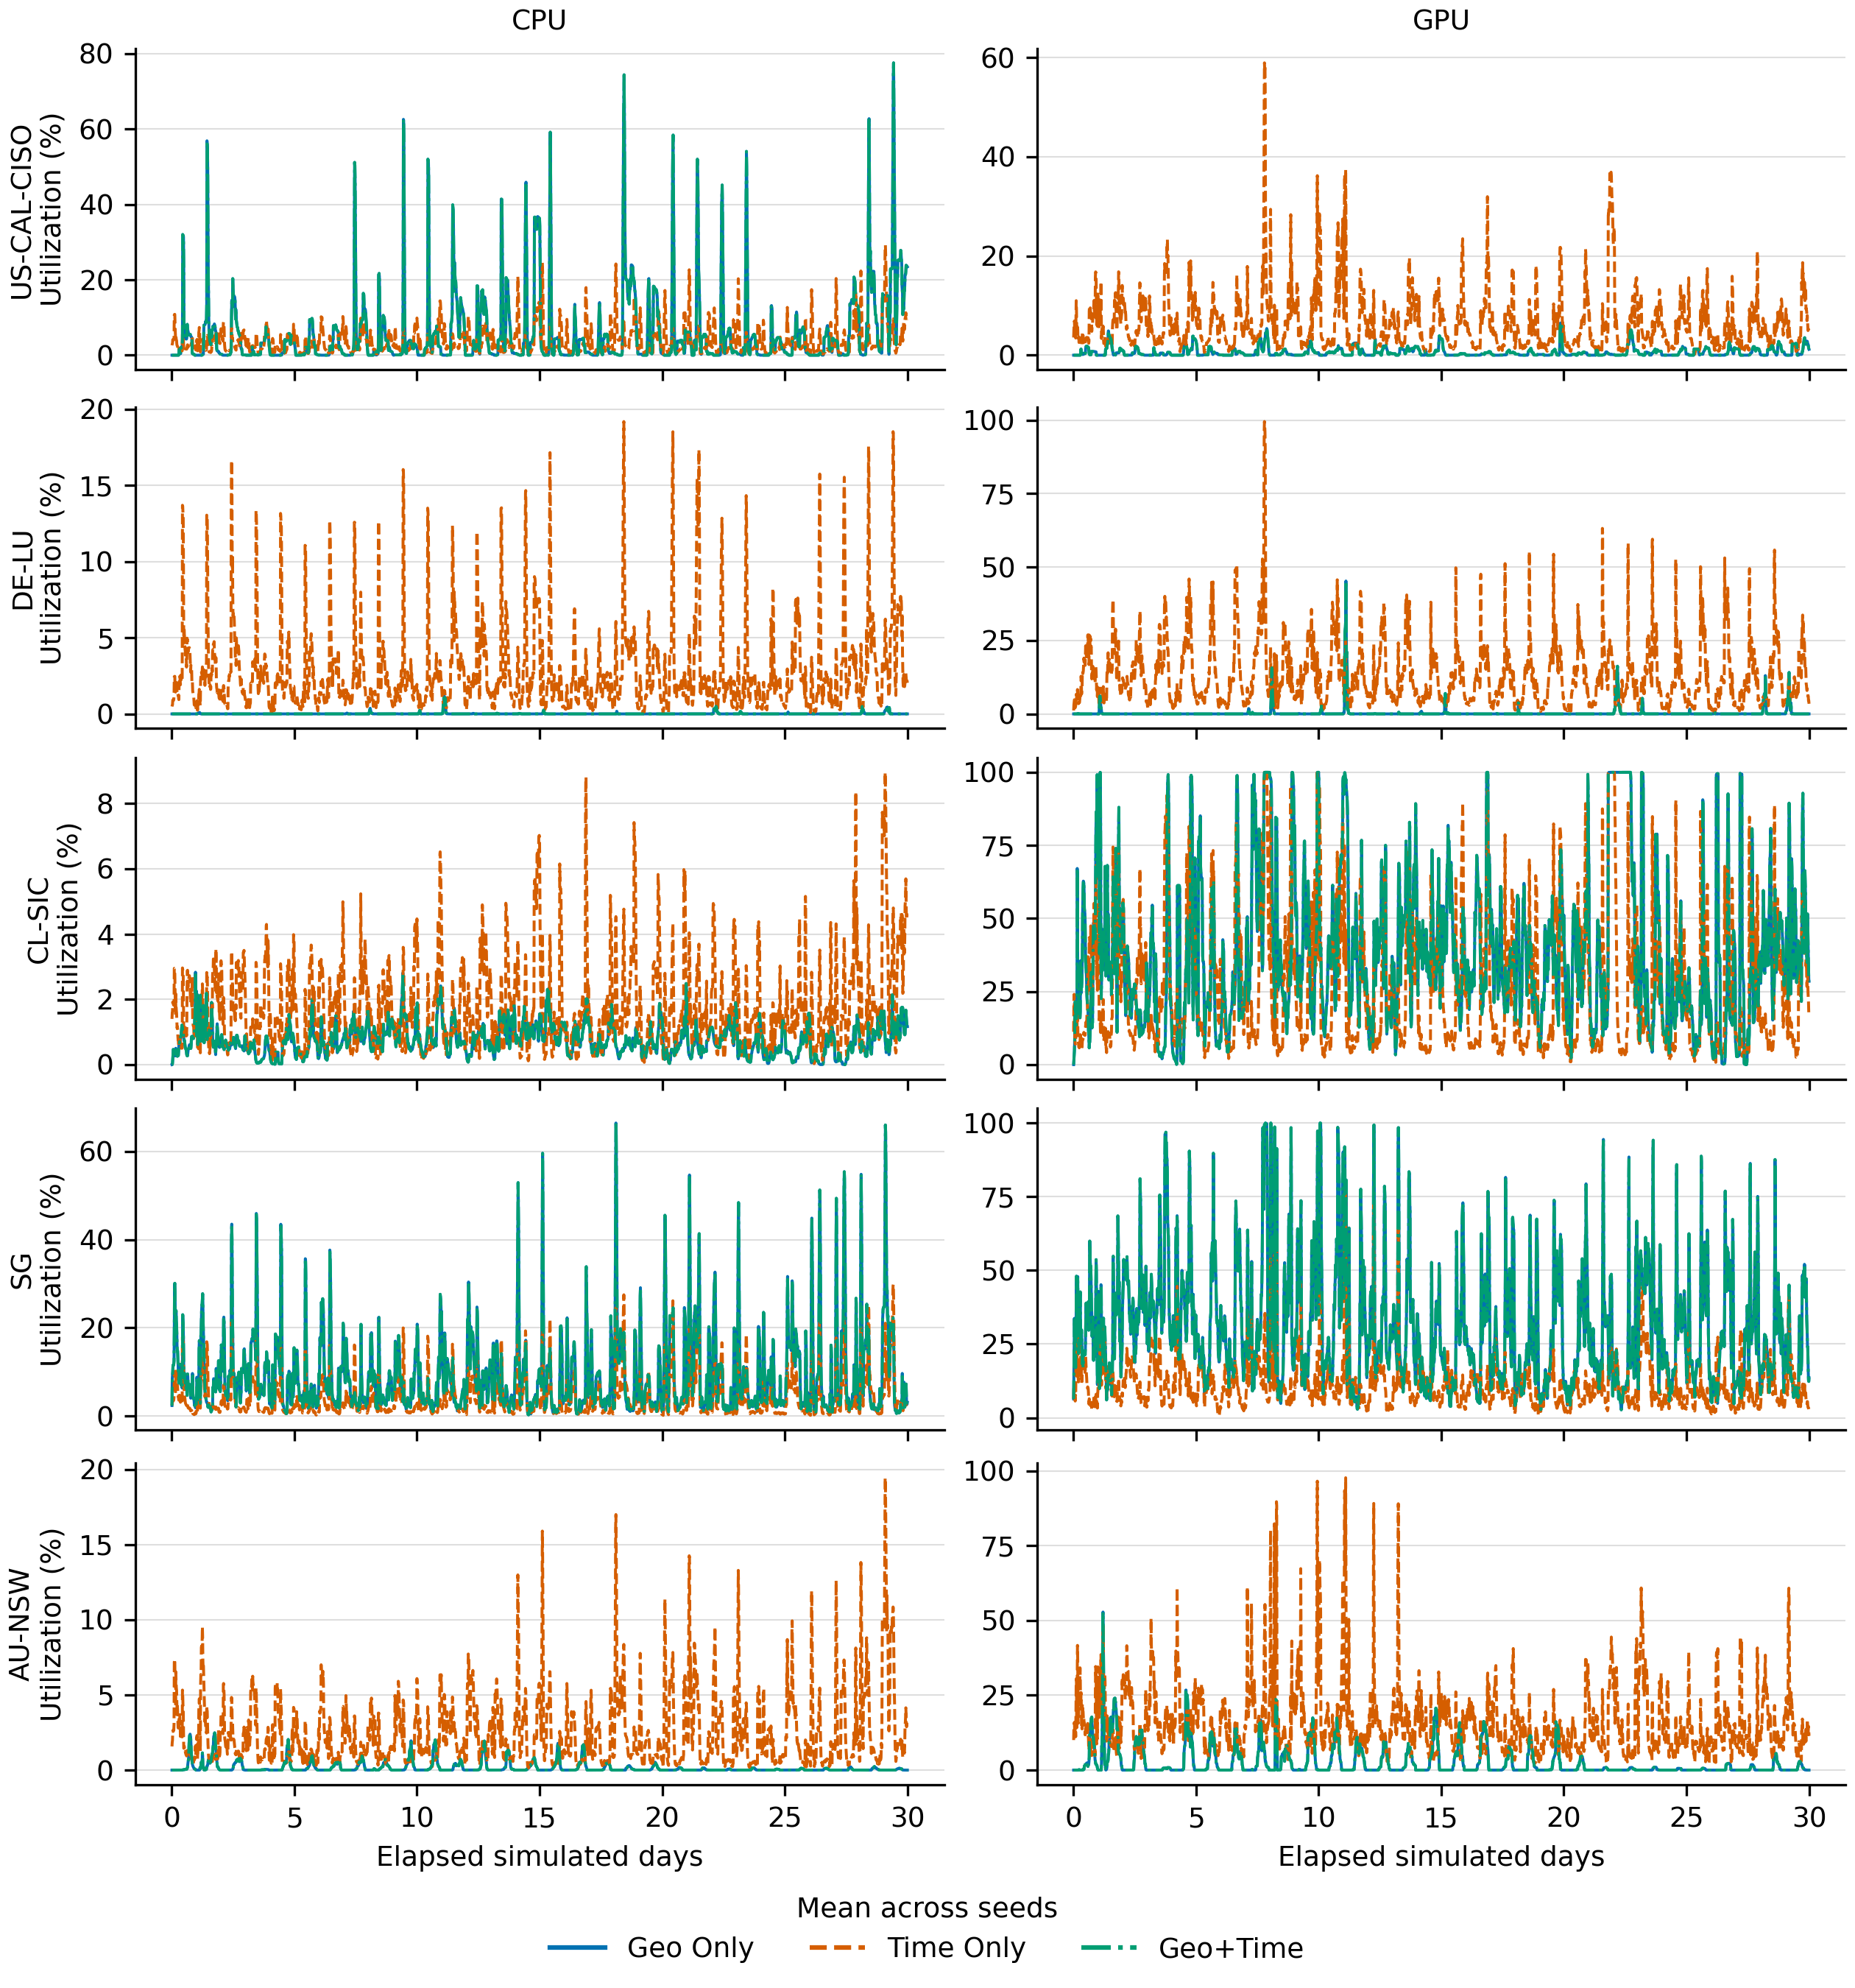 CPU
GPU
US-CAL-CISO
Utilization (%)
80
60
40
20
0
60
40
20
0
DE-LU
Utilization (%)
20
15
10
5
0
100
75
50
25
0
CL-SIC
Utilization (%)
8
6
4
2
0
100
75
50
25
0
SG
Utilization (%)
60
40
20
0
100
75
50
25
0
AU-NSW
Utilization (%)
20
15
10
5
0
100
75
50
25
0
0 5 10 15 20 25 30
0 5 10 15 20 25 30
Elapsed simulated days
Elapsed simulated days
Mean across seeds
Geo Only Time Only Geo+Time